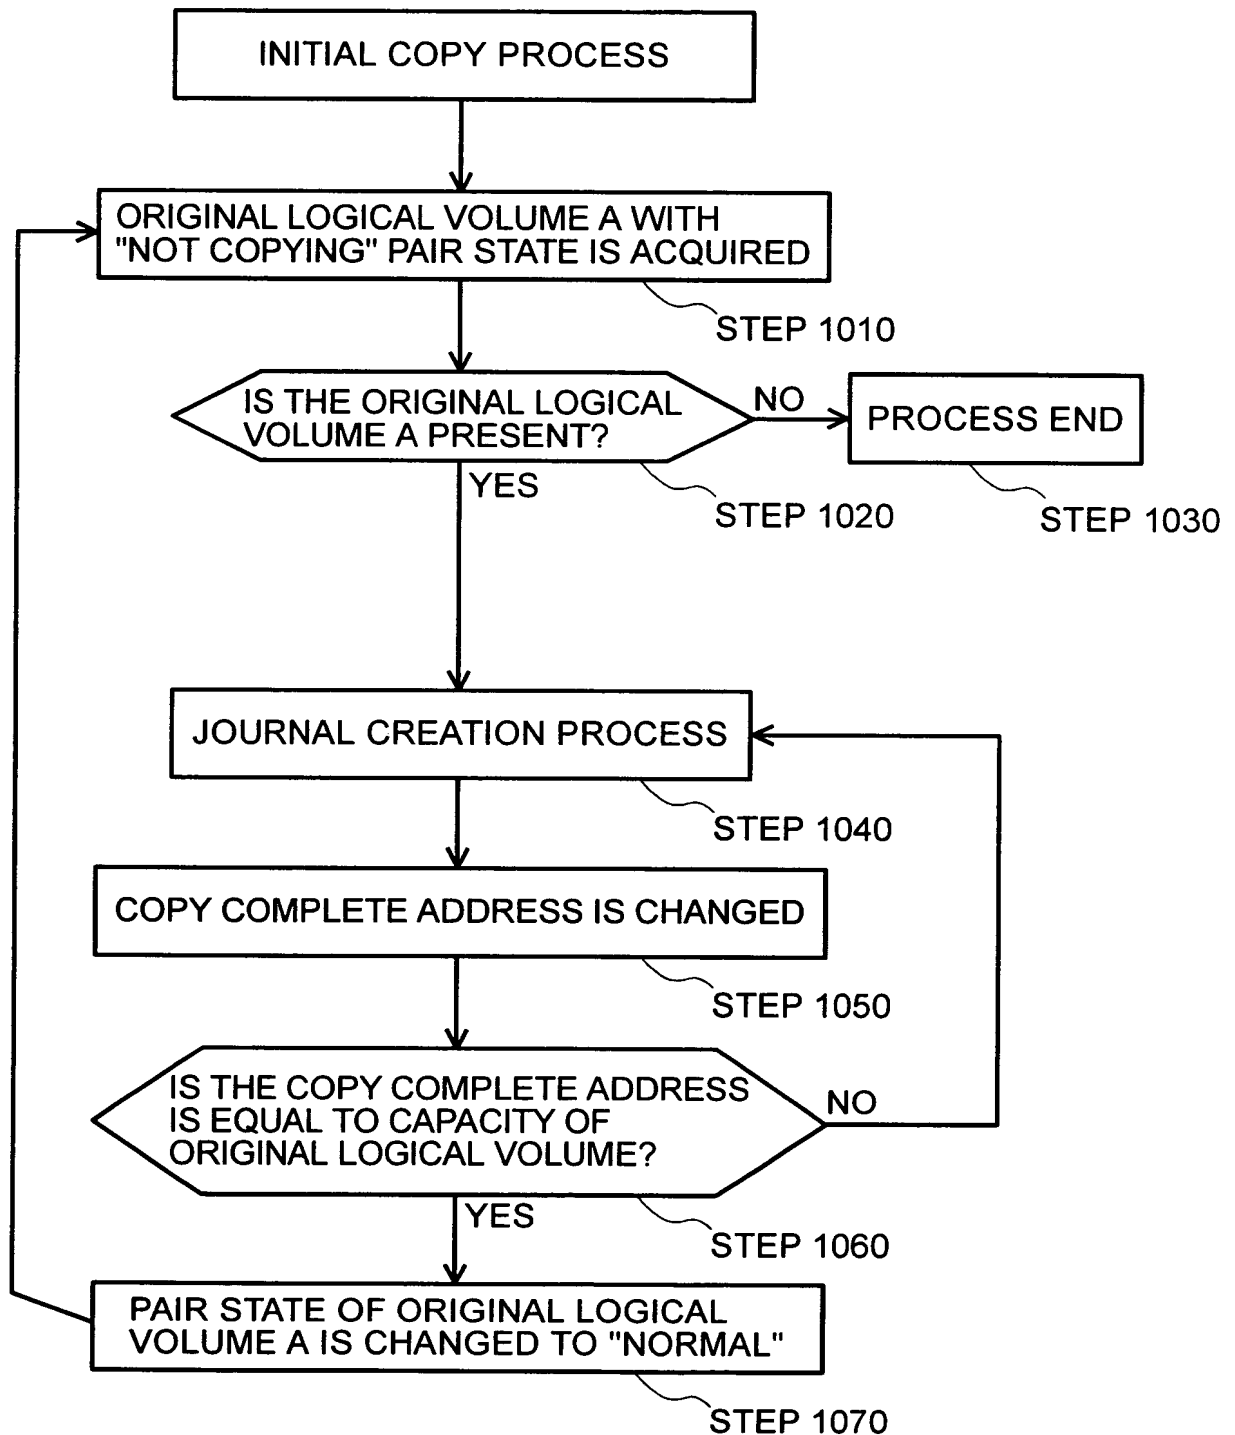 INITIAL COPY PROCESS
ORIGINAL LOGICAL VOLUME A WITH
"NOT COPYING" PAIR STATE IS ACQUIRED
STEP 1010
IS THE ORIGINAL LOGICAL
VOLUME A PRESENT?
NO
PROCESS END
YES
STEP 1020
STEP 1030
JOURNAL CREATION PROCESS
STEP 1040
COPY COMPLETE ADDRESS IS CHANGED
STEP 1050
IS THE COPY COMPLETE ADDRESS
IS EQUAL TO CAPACITY OF
ORIGINAL LOGICAL VOLUME?
NO
YES
STEP 1060
PAIR STATE OF ORIGINAL LOGICAL
VOLUME A IS CHANGED TO "NORMAL"
STEP 1070